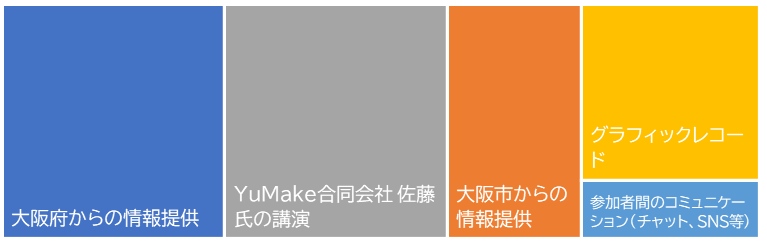 大阪府からの情報提供
YuMake合同会社 佐藤
氏の講演
大阪市からの
情報提供
グラフィックレコー
ド
参加者間のコミュニケー
ション(チャット、SNS等)